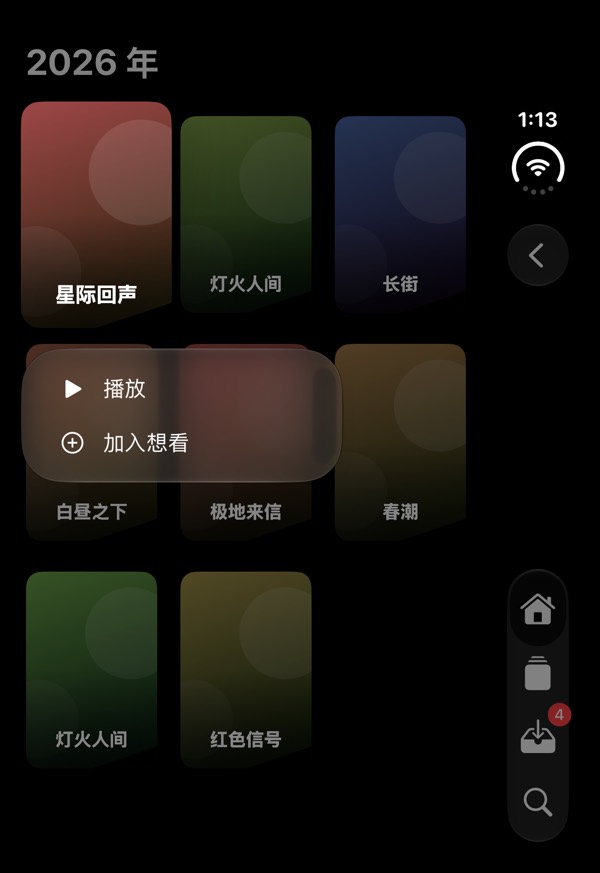 2026 年
1:13
星际回声
灯火人间
长街
播放
加入想看
白昼之下
极地来信
春潮
4
灯火人间
红色信号